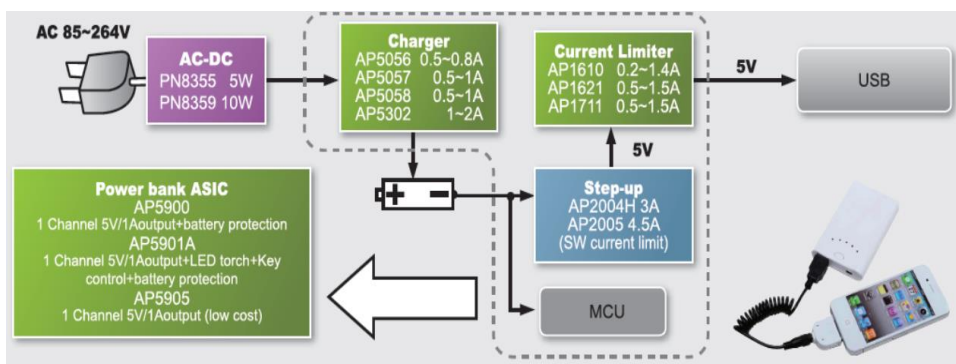 AC 85~264V
AC-DC
PN8355 5W
PN8359 10W
Charger
AP5056 0.5~0.8A
AP5057 0.5~1A
AP5058 0.5~1A
AP5302 1~2A
Current Limiter
AP1610 0.2~1.4A
AP1621 0.5~1.5A
AP1711 0.5~1.5A
5V
USB
5V
+ -
Step-up
AP2004H 3A
AP2005 4.5A
(SW current limit)
MCU
Power bank ASIC
AP5900
1 Channel 5V/1Aoutput+battery protection
AP5901A
1 Channel 5V/1Aoutput+LED torch+Key
control+battery protection
AP5905
1 Channel 5V/1Aoutput (low cost)